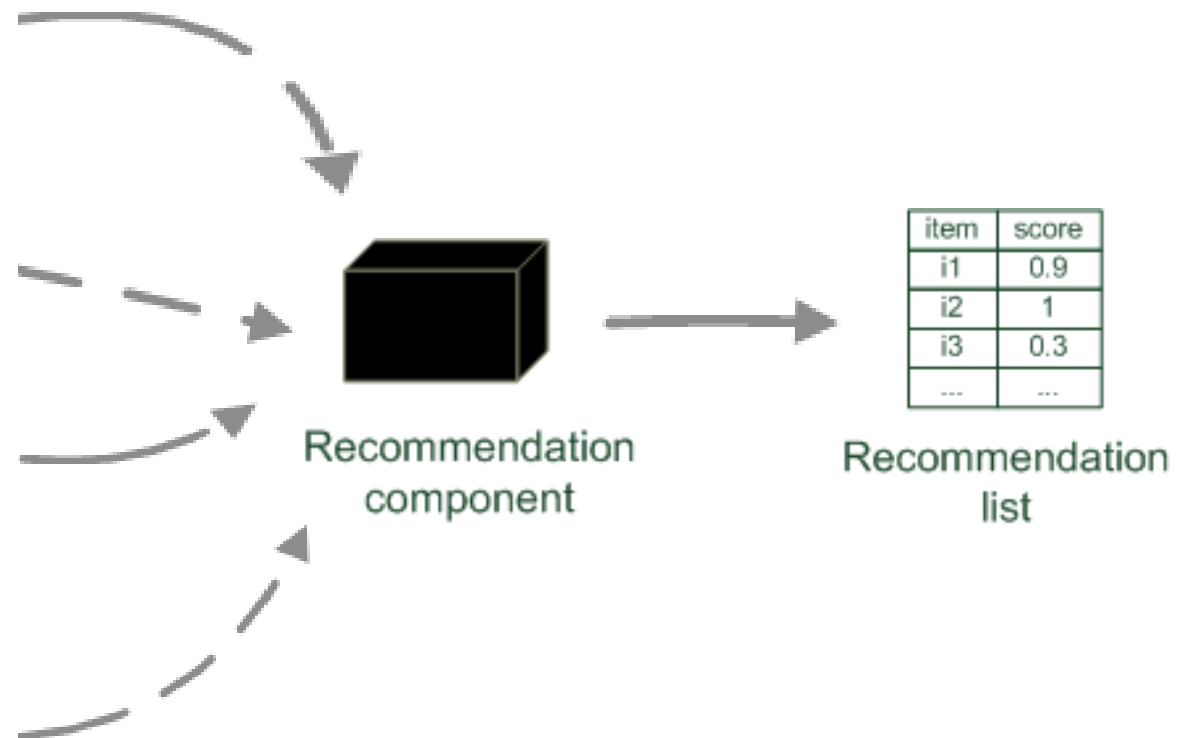 item score
i1 0.9
i2 1
i3 0.3
... ...
Recommendation
component
Recommendation
list